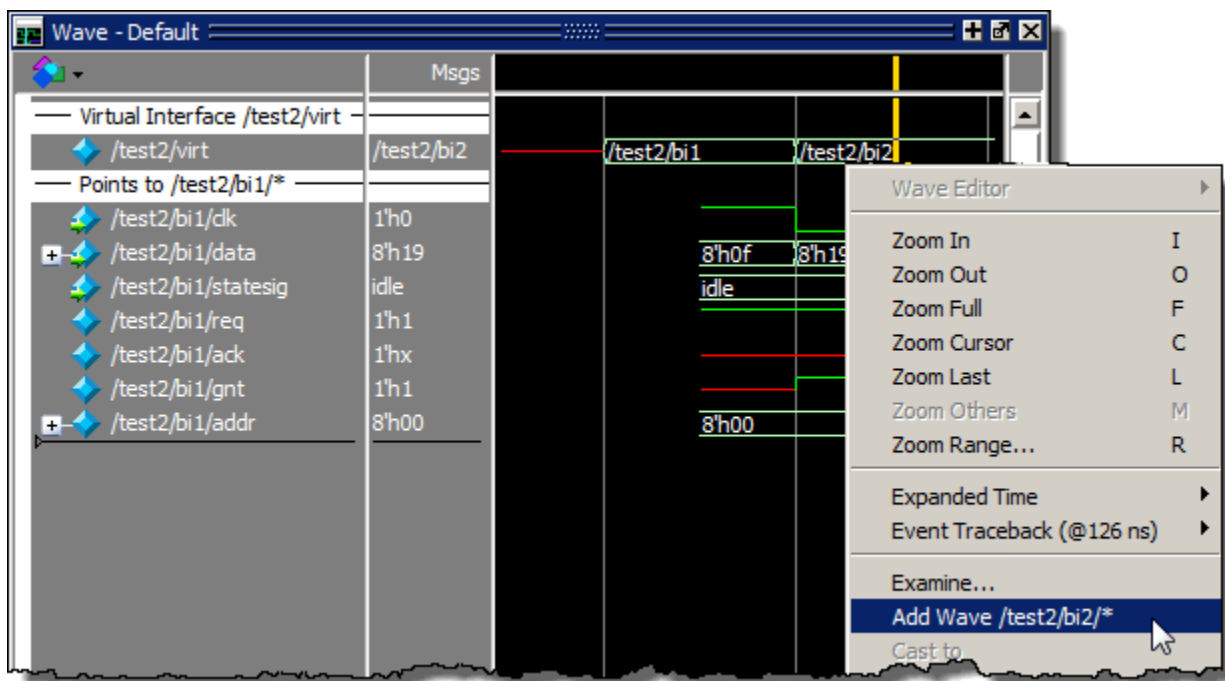 Wave - Default
Msgs
Virtual Interface /test2/virt
/test2/virt /test2/bi2 /test2/bi1 /test2/bi2
Points to /test2/bi1/*
/test2/bi1/clk 1'h0
/test2/bi1/data 8'h19 8'h0f 8'h19
/test2/bi1/statesig idle idle
/test2/bi1/req 1'h1
/test2/bi1/ack 1'hx
/test2/bi1/gnt 1'h1
/test2/bi1/addr 8'h00 8'h00
Wave Editor
Zoom In I
Zoom Out O
Zoom Full F
Zoom Cursor C
Zoom Last L
Zoom Others M
Zoom Range... R
Expanded Time
Event Traceback (@126 ns)
Examine...
Add Wave /test2/bi2/*
Cast to